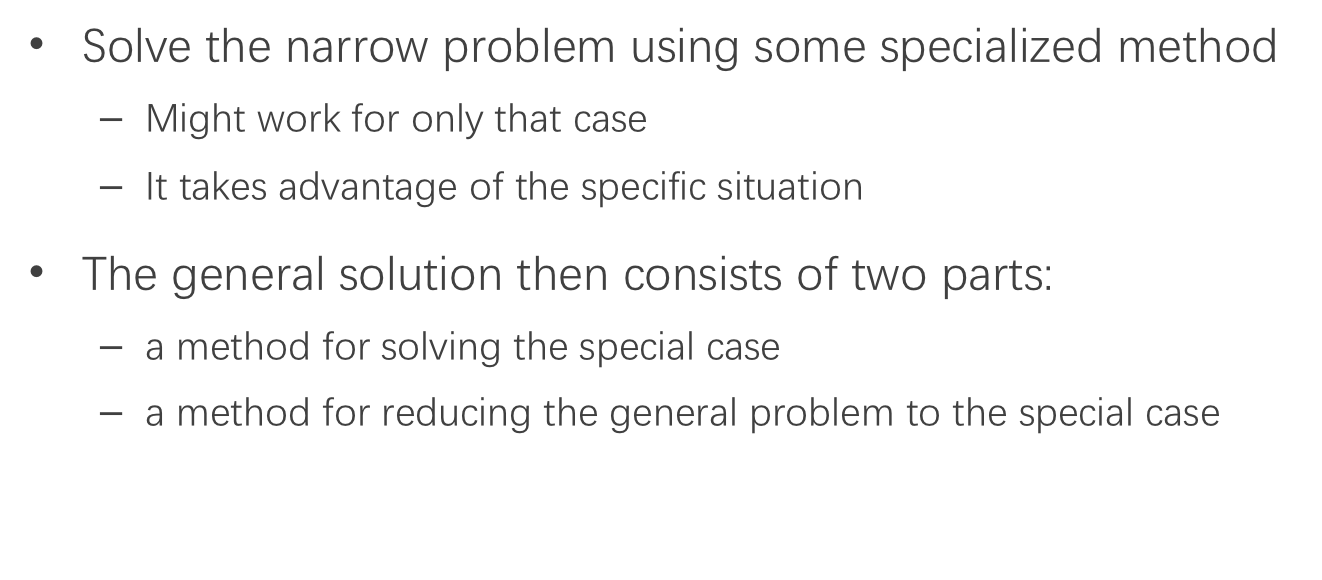 • Solve the narrow problem using some specialized method
– Might work for only that case
– It takes advantage of the specific situation
• The general solution then consists of two parts:
– a method for solving the special case
– a method for reducing the general problem to the special case